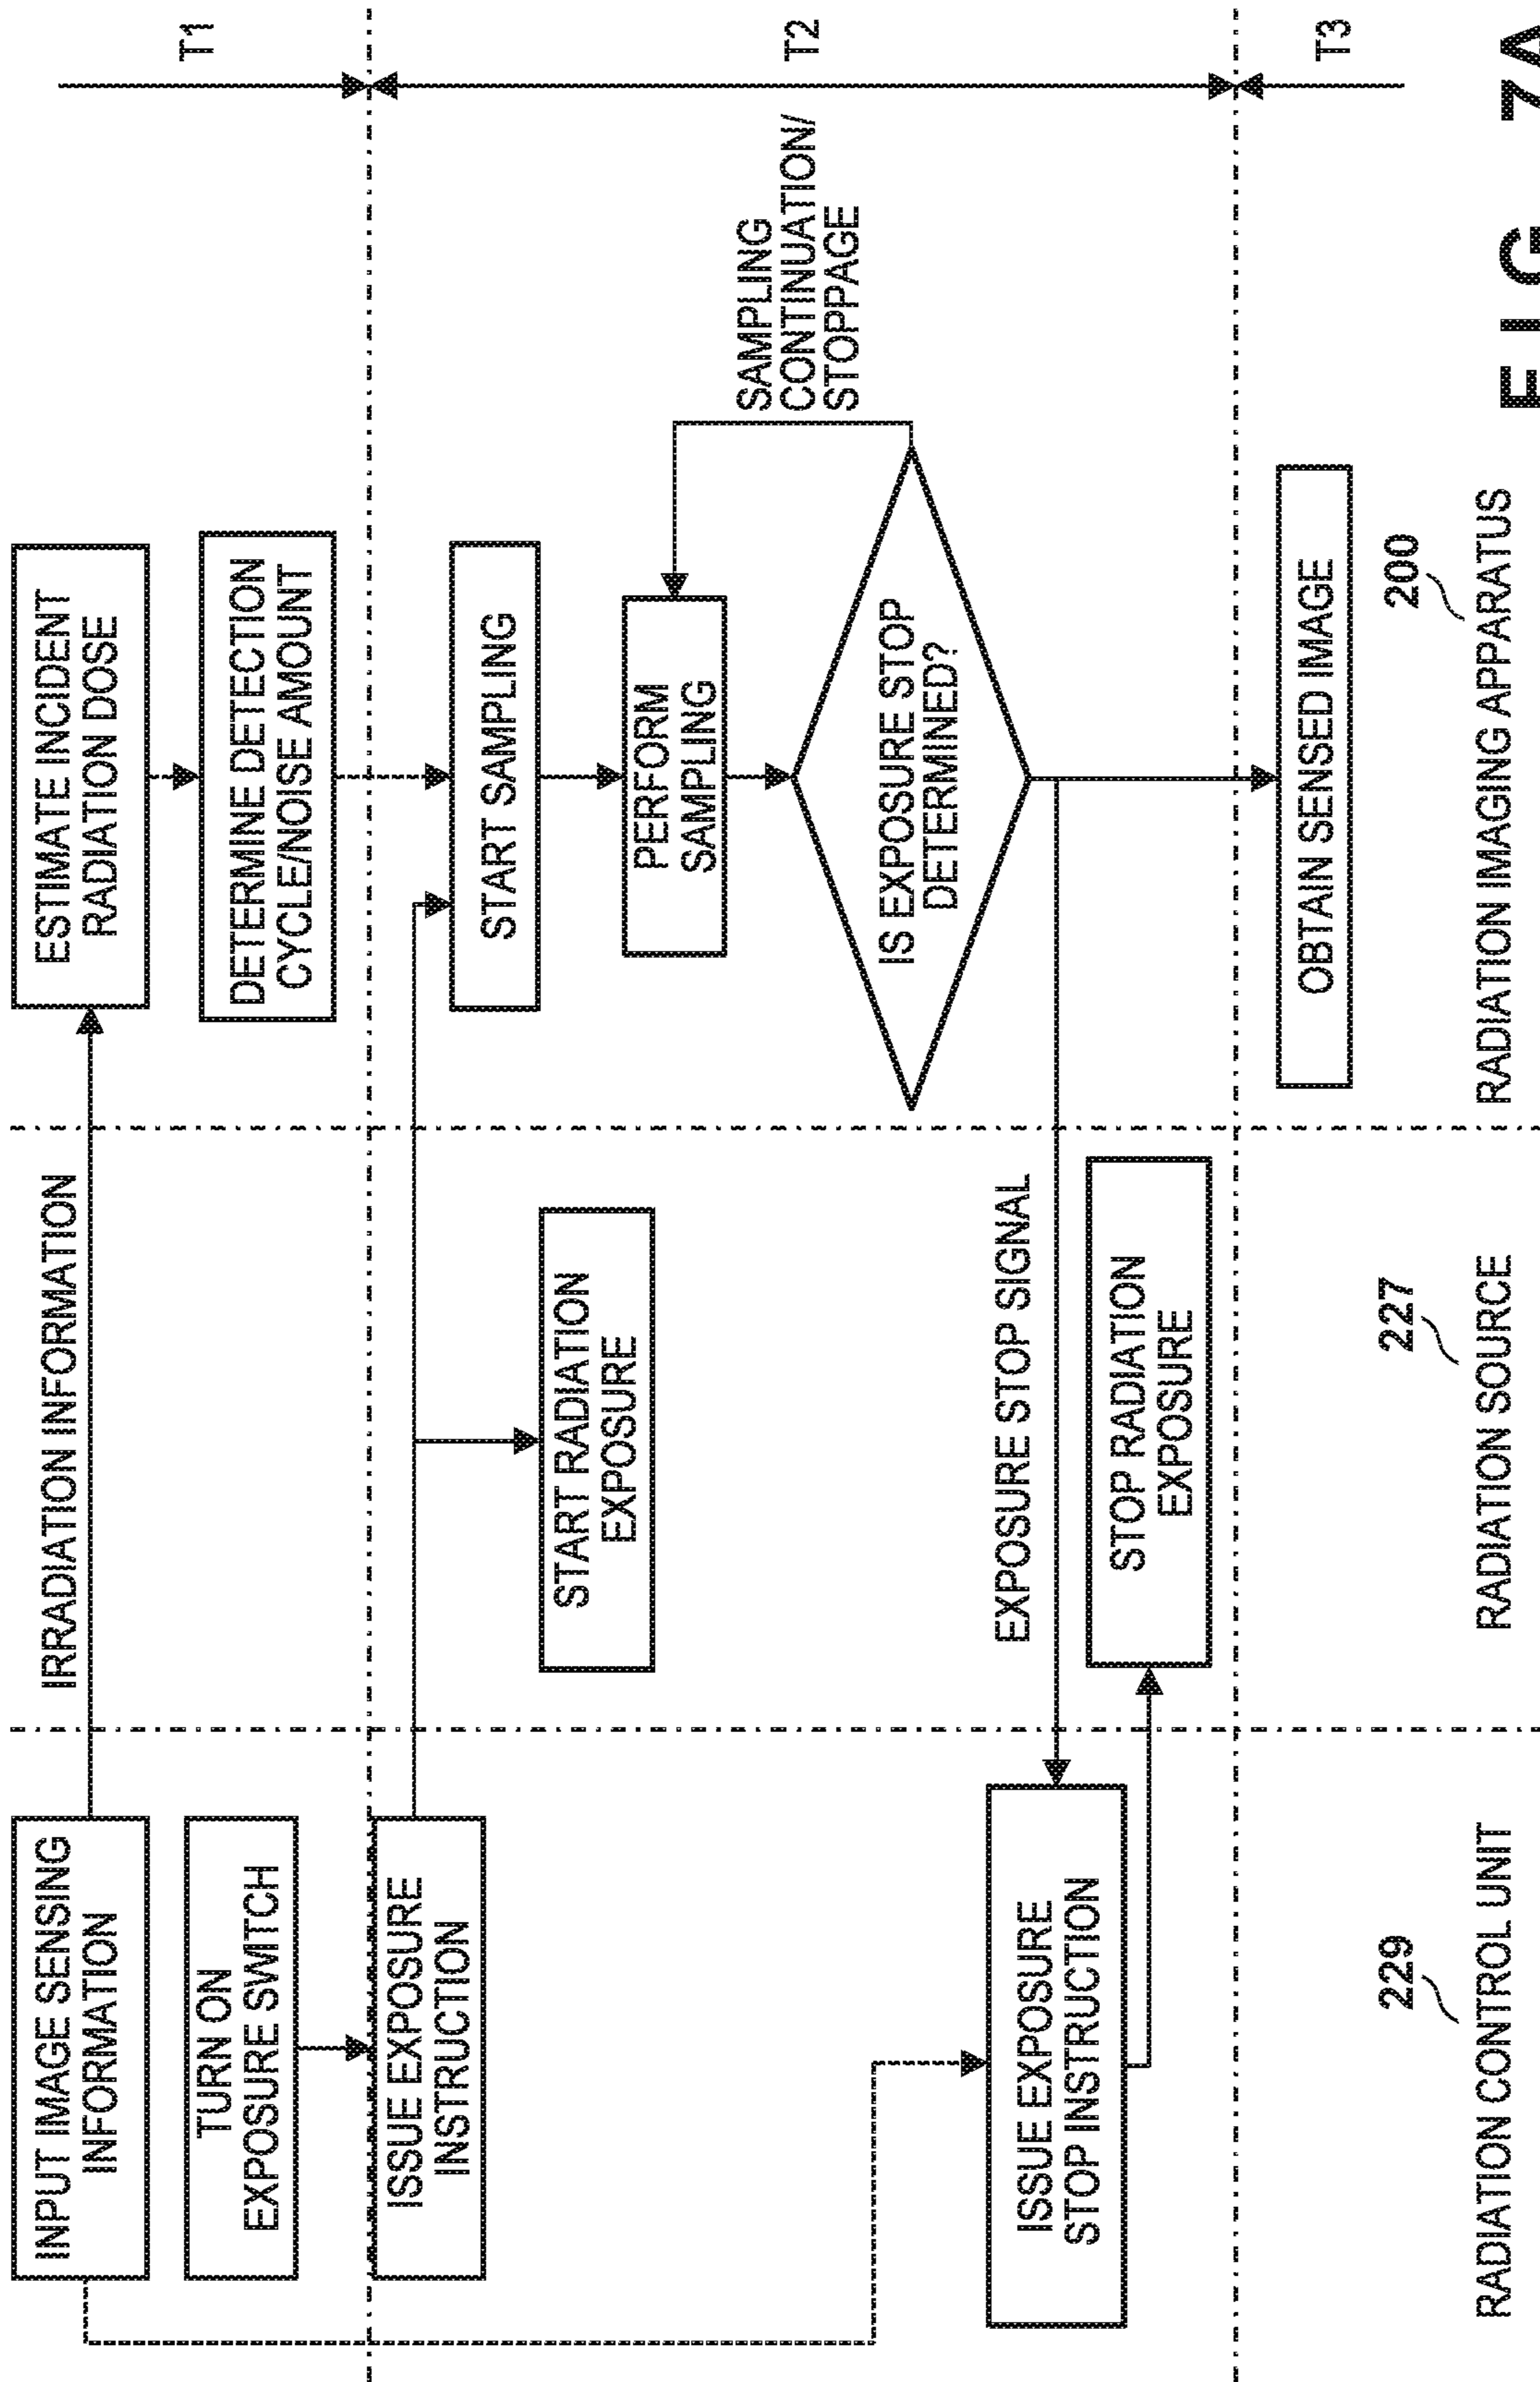 INPUT IMAGE SENSING
INFORMATION
IRRADIATION INFORMATION
ESTIMATE INCIDENT
RADIATION DOSE
T1
TURN ON
EXPOSURE SWITCH
DETERMINE DETECTION
CYCLE/NOISE AMOUNT
ISSUE EXPOSURE
INSTRUCTION
START SAMPLING
T2
START RADIATION
EXPOSURE
PERFORM
SAMPLING
SAMPLING
CONTINUATION/
STOPPAGE
IS EXPOSURE STOP
DETERMINED?
EXPOSURE STOP SIGNAL
ISSUE EXPOSURE
STOP INSTRUCTION
STOP RADIATION
EXPOSURE
OBTAIN SENSED IMAGE
T3
229
RADIATION CONTROL UNIT
227
RADIATION SOURCE
200
RADIATION IMAGING APPARATUS
FIG. 7A